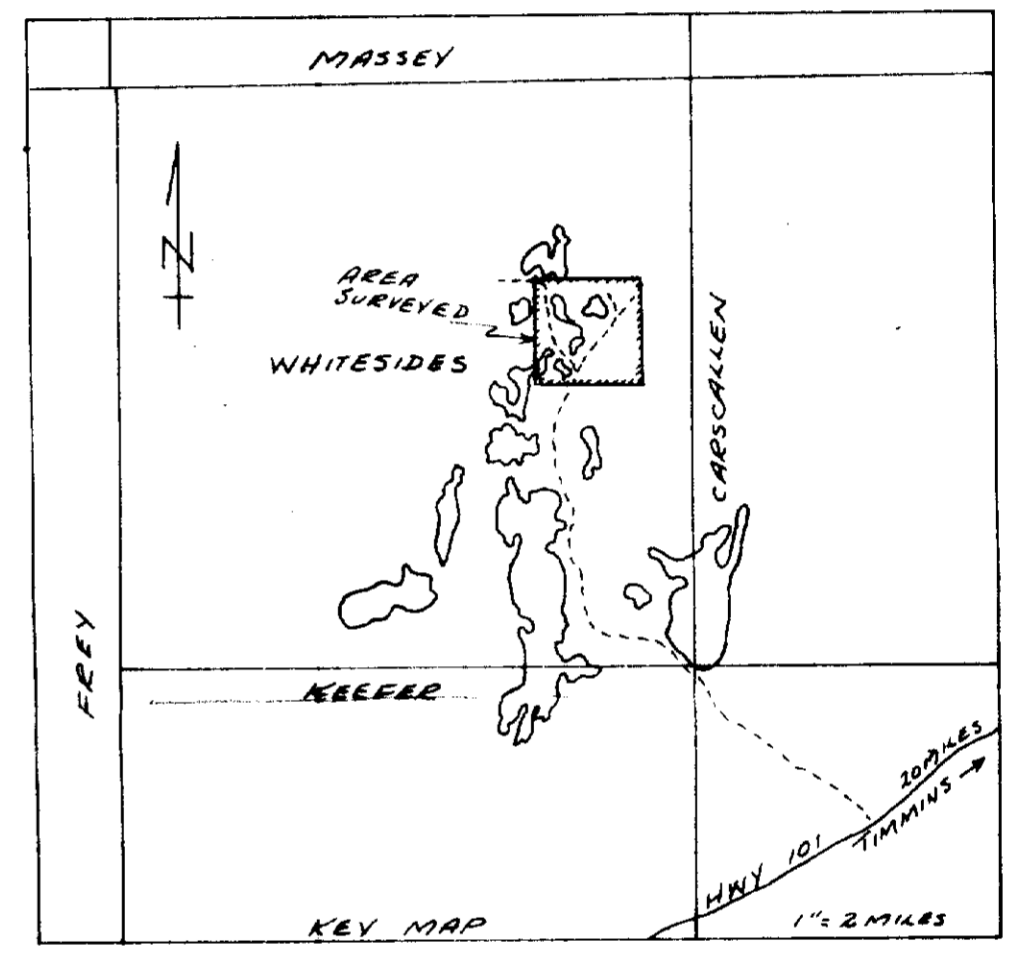 MASSEY
N
AREA
SURVEYED
WHITESIDES
CARSCALLEN
FREY
KEEFER
20 MILES
TIMMINS
HWY 101
KEY MAP
1"= 2 MILES